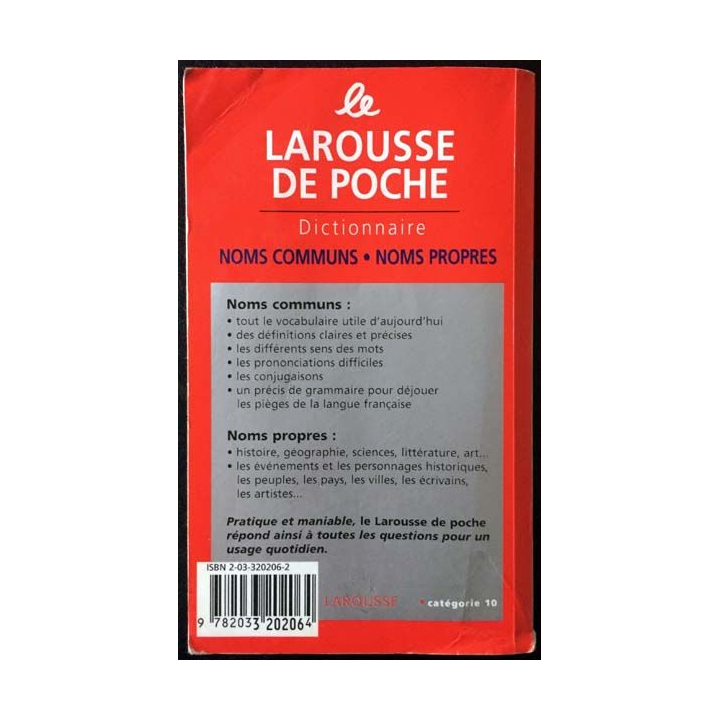 le
LAROUSSE
DE POCHE
Dictionnaire
NOMS COMMUNS • NOMS PROPRES
Noms communs :
• tout le vocabulaire utile d'aujourd'hui
• des définitions claires et précises
• les différents sens des mots
• les prononciations difficiles
• les conjugaisons
• un précis de grammaire pour déjouer
les pièges de la langue française
Noms propres :
• histoire, géographie, sciences, littérature, art...
• les événements et les personnages historiques,
les peuples, les pays, les villes, les écrivains,
les artistes...
Pratique et maniable, le Larousse de poche
répond ainsi à toutes les questions pour un
usage quotidien.
ISBN 2-03-320206-2
LAROUSSE
• catégorie 10
9 782033 202064